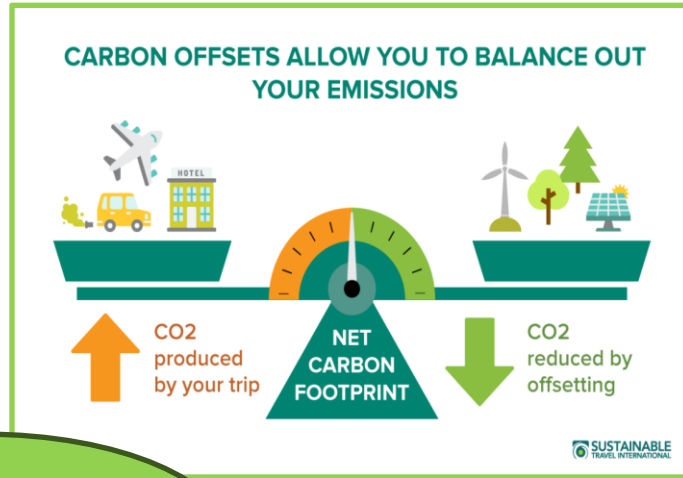 CARBON OFFSETS ALLOW YOU TO BALANCE OUT
YOUR EMISSIONS
HOTEL
CO2
produced
by your trip
NET
CARBON
FOOTPRINT
CO2
reduced by
offsetting
SUSTAINABLE
TRAVEL INTERNATIONAL